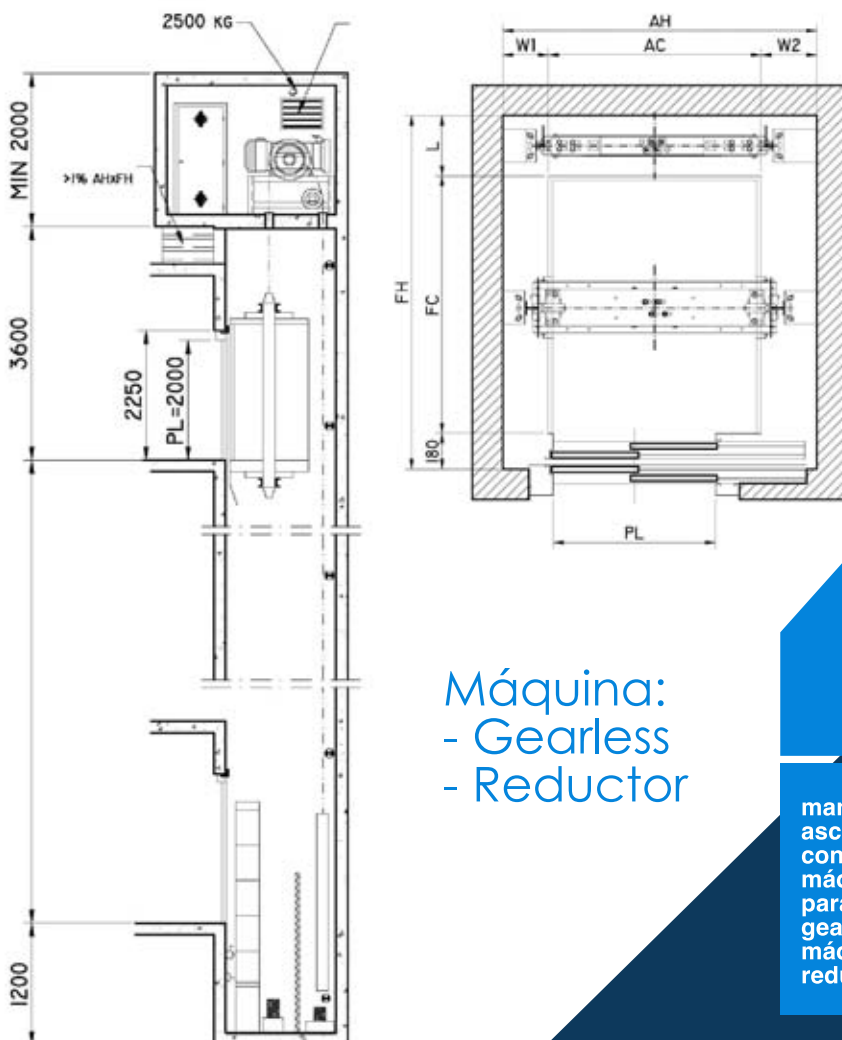 2500 KG
MIN 2000
>1% AHxFH
3600
2250
PL=2000
1200
AH
W1
AC
W2
L
FH
FC
180
PL
Máquina:
- Gearless
- Reductor